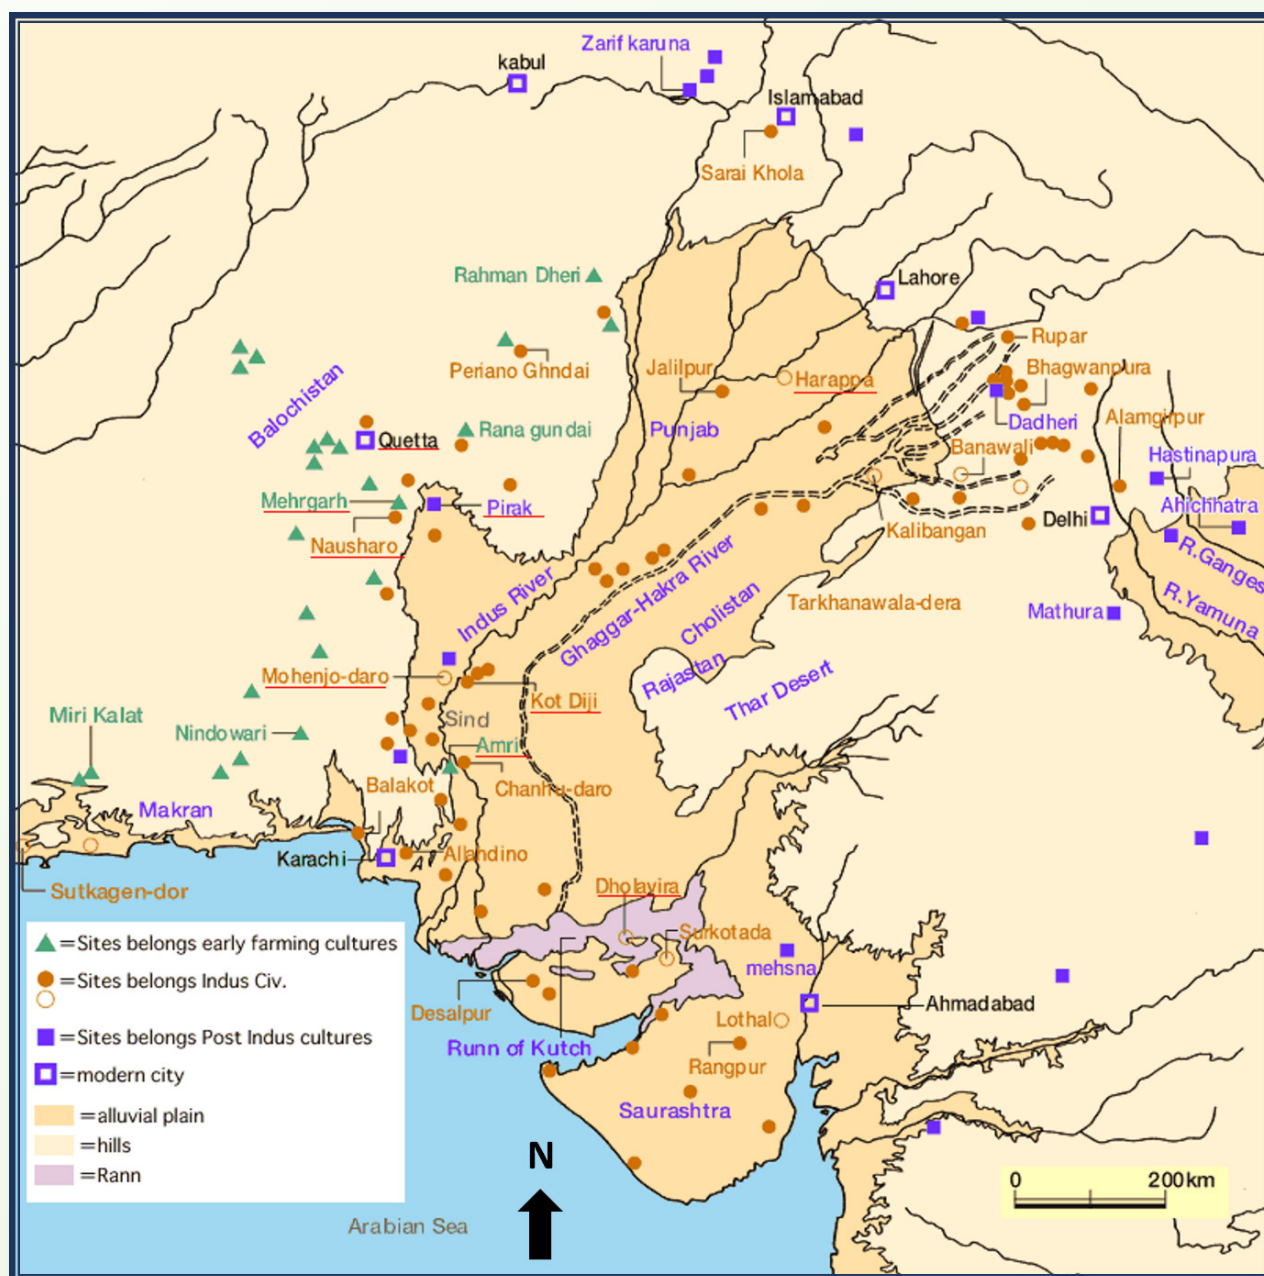 Zarif karuna
kabul
Islamabad
Sarai Khola
Rahman Dheri
Lahore
Rupar
Periano Ghndai
Jalilpur
Harappa
Bhagwanpura
Balochistan
Quetta
Rana gundai
Punjab
Dadheri
Alamgirpur
Banawali
Hastinapura
Mehrgarh
Pirak
Ahichhatra
Nausharo
Kalibangan
Delhi
R.Ganges
Indus River
Ghaggar-Hakra River
Cholistan
Tarkhanawala-dera
Mathura
R.Yamuna
Mohenjo-daro
Rajastan
Thar Desert
Kot Diji
Miri Kalat
Nindowari
Sind
Amri
Balakot
Chanhu-daro
Makran
Karachi
Allandino
Sutkagen-dor
Dholavira
Surkotada
mehsna
Desalpur
Ahmadabad
Lothal
Runn of Kutch
Rangpur
Saurashtra
=Sites belongs early farming cultures
=Sites belongs Indus Civ.
=Sites belongs Post Indus cultures
=modern city
=alluvial plain
=hills
=Rann
N
0 200km
Arabian Sea